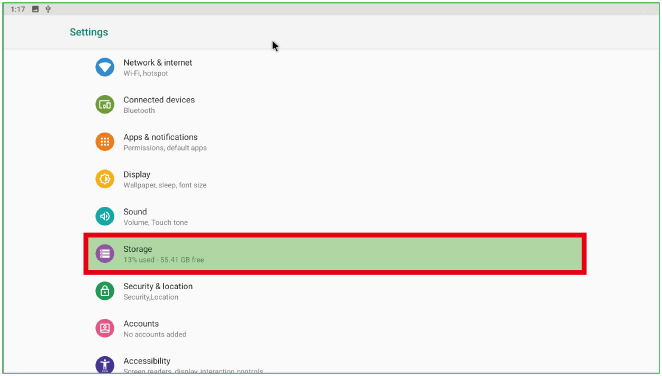 1:17
Settings
Network & internet
Wi-Fi, hotspot
Connected devices
Bluetooth
Apps & notifications
Permissions, default apps
Display
Wallpaper, sleep, font size
Sound
Volume, Touch tone
Storage
13% used - 55.41 GB free
Security & location
Security,Location
Accounts
No accounts added
Accessibility
Screen readers, display, interaction controls